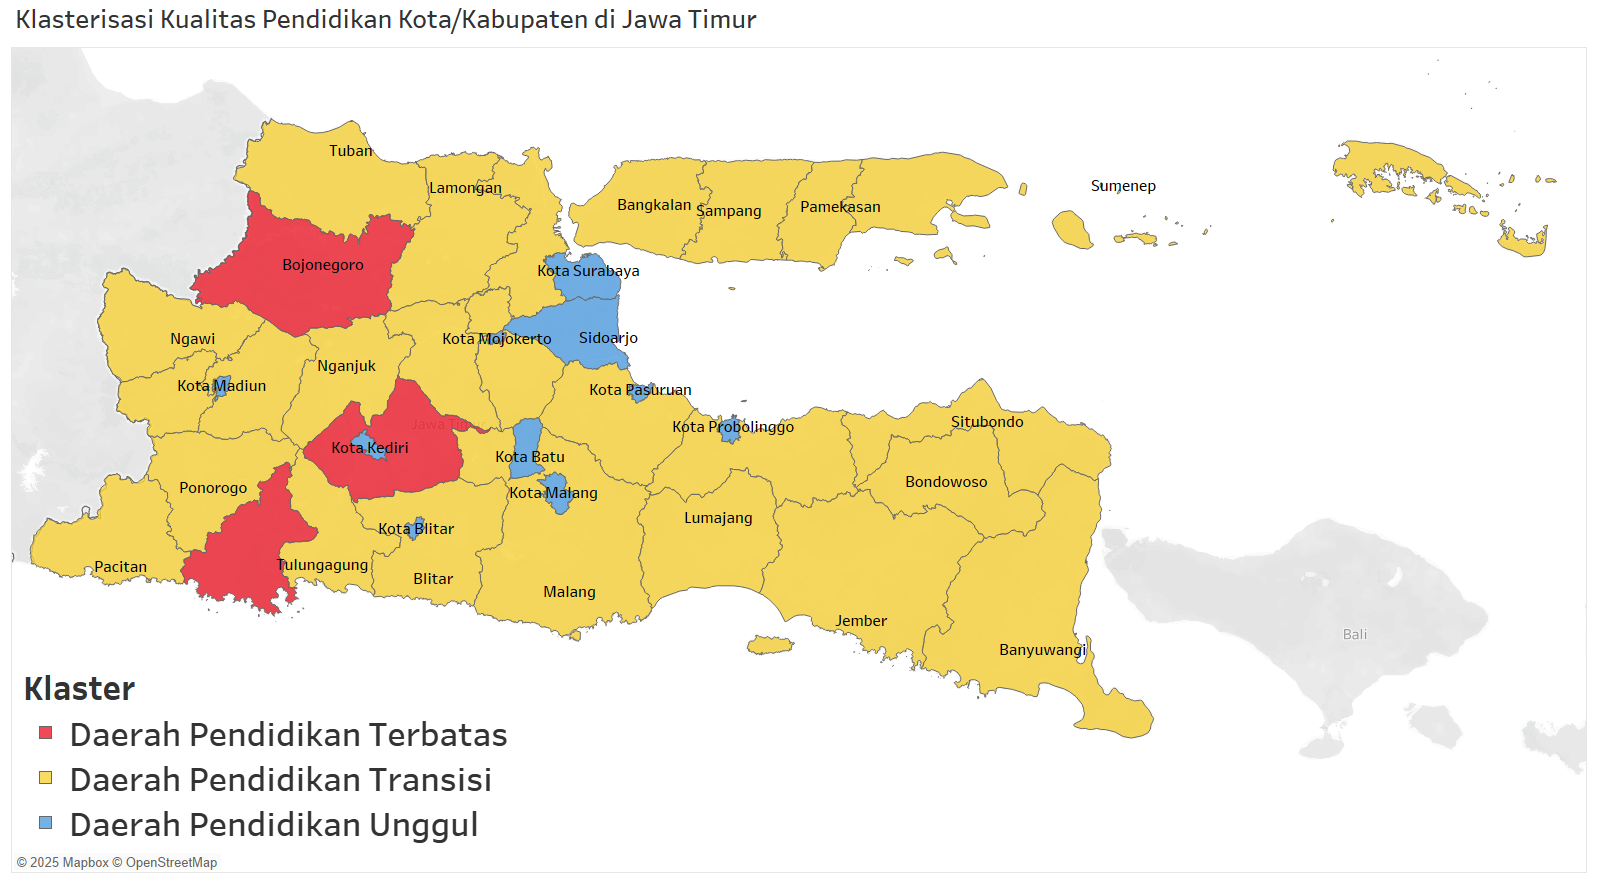 Klasterisasi Kualitas Pendidikan Kota/Kabupaten di Jawa Timur
Tuban
Lamongan
Sumenep
Bangkalan
Sampang
Pamekasan
Bojonegoro
Kota Surabaya
Ngawi
Kota Mojokerto
Sidoarjo
Nganjuk
Kota Madiun
Kota Pasuruan
Jawa Timur
Kota Probolinggo
Situbondo
Kota Kediri
Kota Batu
Ponorogo
Kota Malang
Bondowoso
Lumajang
Kota Blitar
Pacitan
Tulungagung
Blitar
Malang
Jember
Bali
Banyuwangi
Klaster
Daerah Pendidikan Terbatas
Daerah Pendidikan Transisi
Daerah Pendidikan Unggul
© 2025 Mapbox © OpenStreetMap